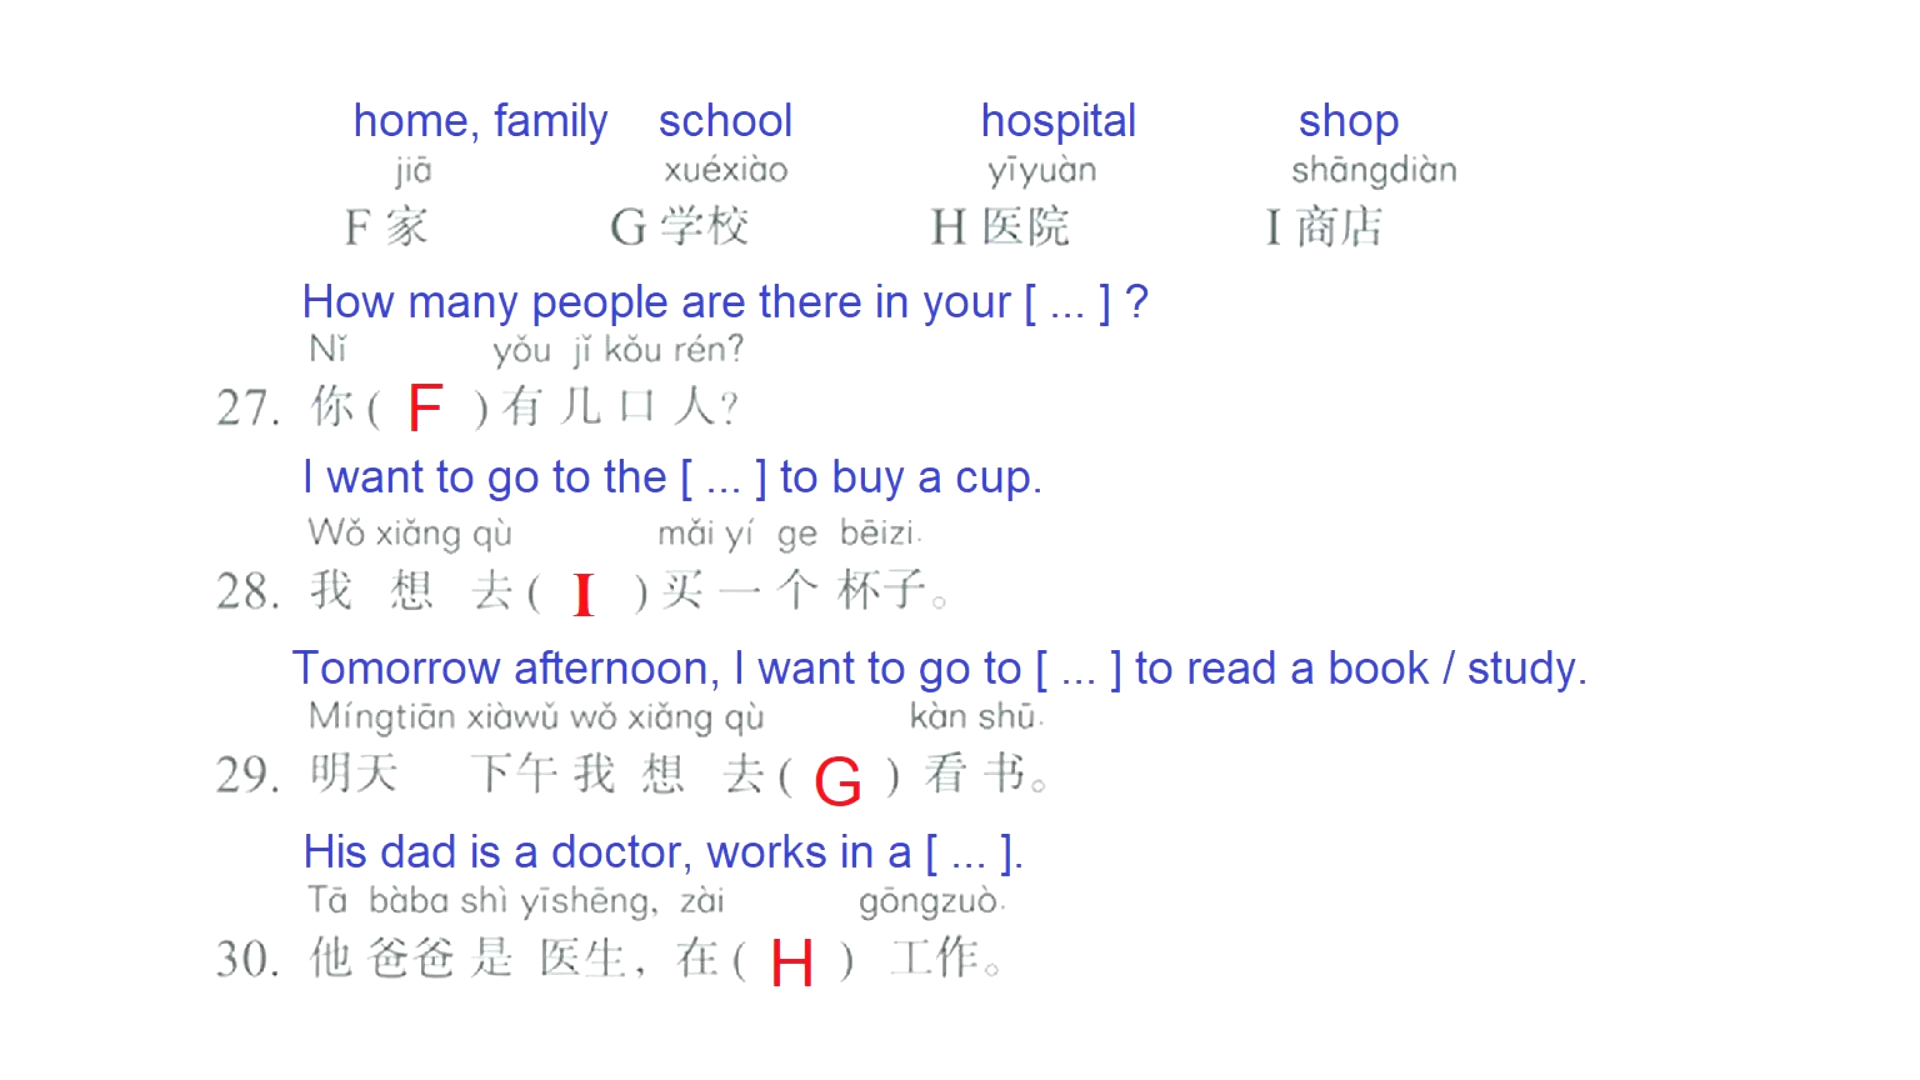 home, family school hospital shop
jiā xuéxiào yīyuàn shāngdiàn
F 家 G 学校 H 医院 I 商店
How many people are there in your [ ... ] ?
Nǐ yǒu jǐ kǒu rén?
27. 你( F )有 几 口 人?
I want to go to the [ ... ] to buy a cup.
Wǒ xiǎng qù mǎi yí ge bēizi.
28. 我 想 去( I )买 一 个 杯子。
Tomorrow afternoon, I want to go to [ ... ] to read a book / study.
Míngtiān xiàwǔ wǒ xiǎng qù kàn shū.
29. 明天 下午 我 想 去( G ) 看 书。
His dad is a doctor, works in a [ ... ].
Tā bàba shì yīshēng, zài gōngzuò.
30. 他 爸爸 是 医生, 在( H ) 工作。